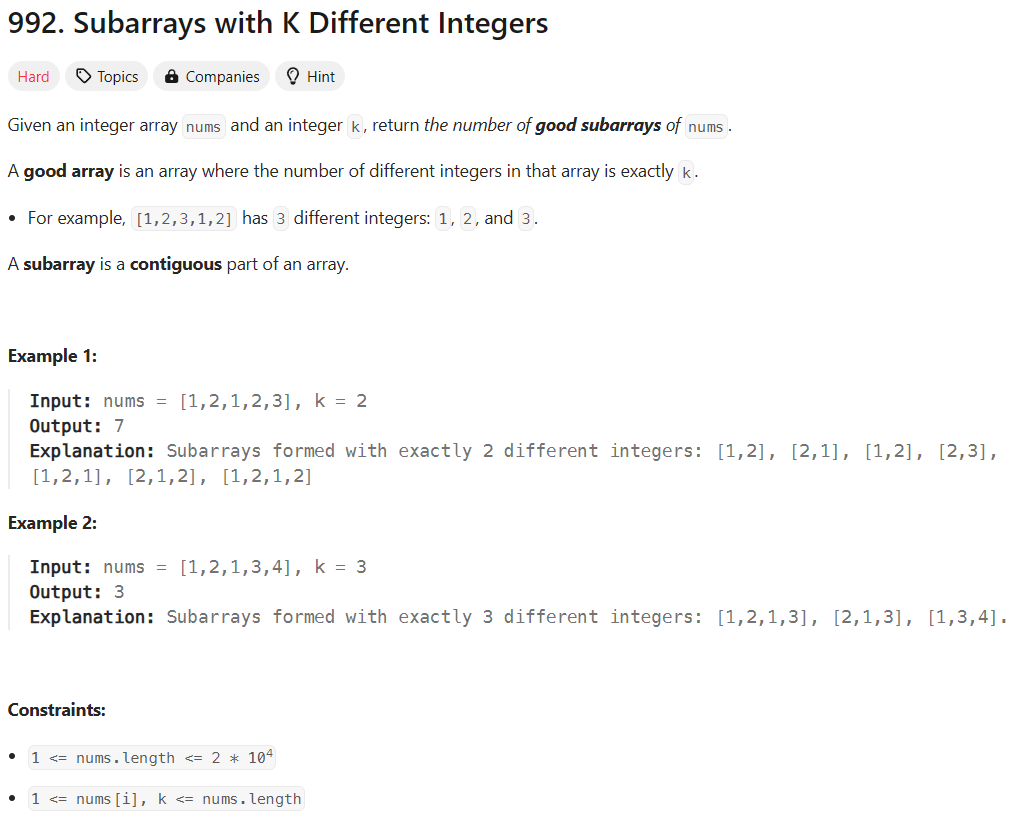 992. Subarrays with K Different Integers
Hard Topics Companies Hint
Given an integer array nums and an integer k, return the number of good subarrays of nums.
A good array is an array where the number of different integers in that array is exactly k.
• For example, [1,2,3,1,2] has 3 different integers: 1, 2, and 3.
A subarray is a contiguous part of an array.
Example 1:
Input: nums = [1,2,1,2,3], k = 2
Output: 7
Explanation: Subarrays formed with exactly 2 different integers: [1,2], [2,1], [1,2], [2,3],
[1,2,1], [2,1,2], [1,2,1,2]
Example 2:
Input: nums = [1,2,1,3,4], k = 3
Output: 3
Explanation: Subarrays formed with exactly 3 different integers: [1,2,1,3], [2,1,3], [1,3,4].
Constraints:
• 1 <= nums.length <= 2 * 10⁴
• 1 <= nums[i], k <= nums.length